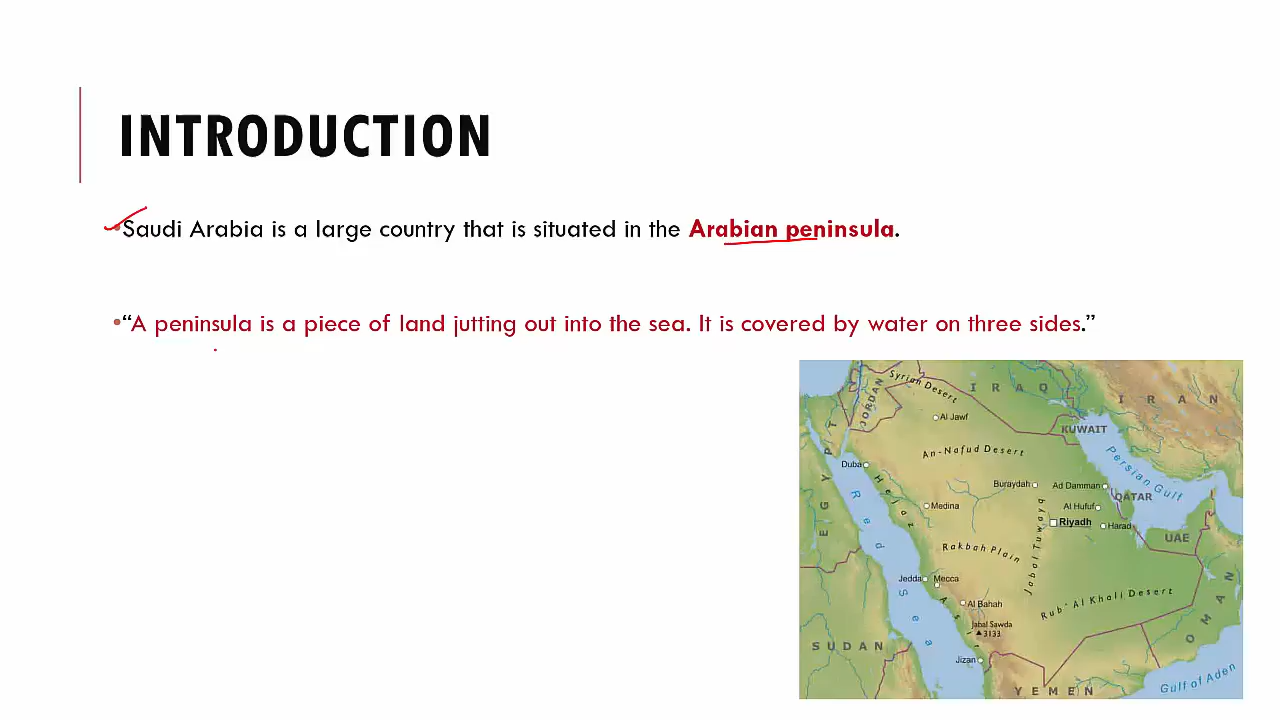 INTRODUCTION
•Saudi Arabia is a large country that is situated in the Arabian peninsula.
•“A peninsula is a piece of land jutting out into the sea. It is covered by water on three sides.”
Syrian Desert
JORDAN
IRAQ
IRAN
Al Jawf
KUWAIT
EGYPT
An-Nafud Desert
Persian Gulf
Duba
Hejaz
Buraydah
Ad Damman
QATAR
Medina
Al Hufuf
Red Sea
Jabal Tuwayq
Riyadh
Harad
UAE
Rakbah Plain
Jedda
Mecca
Asir
Al Bahah
Rub' Al Khali Desert
OMAN
Jabal Sawda
▲3133
SUDAN
Jizan
YEMEN
Gulf of Aden